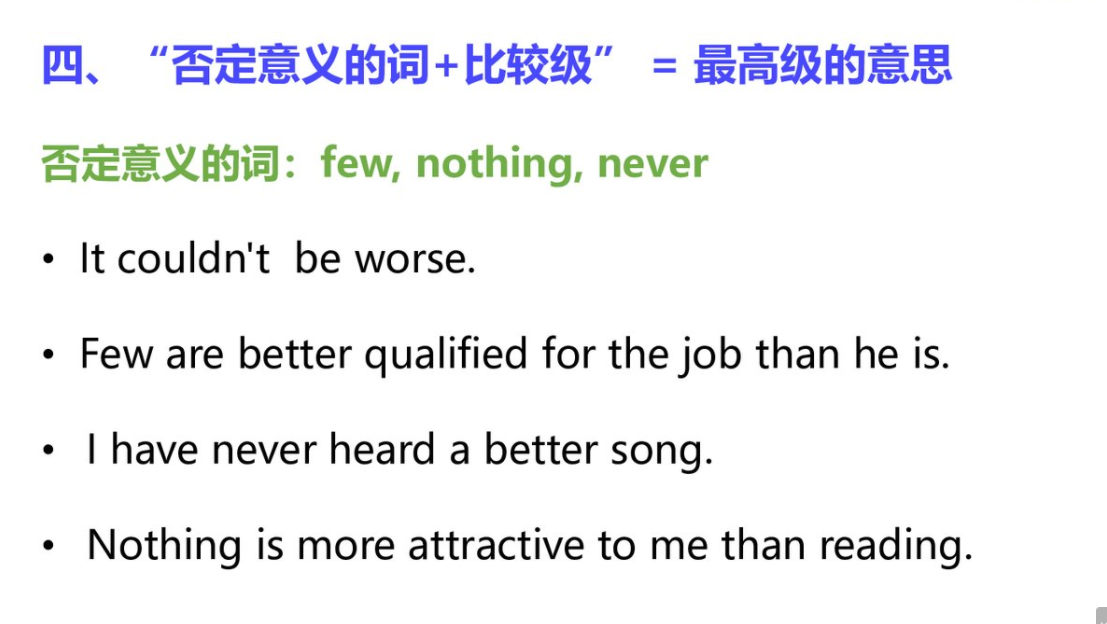 四、“否定意义的词+比较级” = 最高级的意思
否定意义的词：few, nothing, never
• It couldn't  be worse.
• Few are better qualified for the job than he is.
• I have never heard a better song.
• Nothing is more attractive to me than reading.